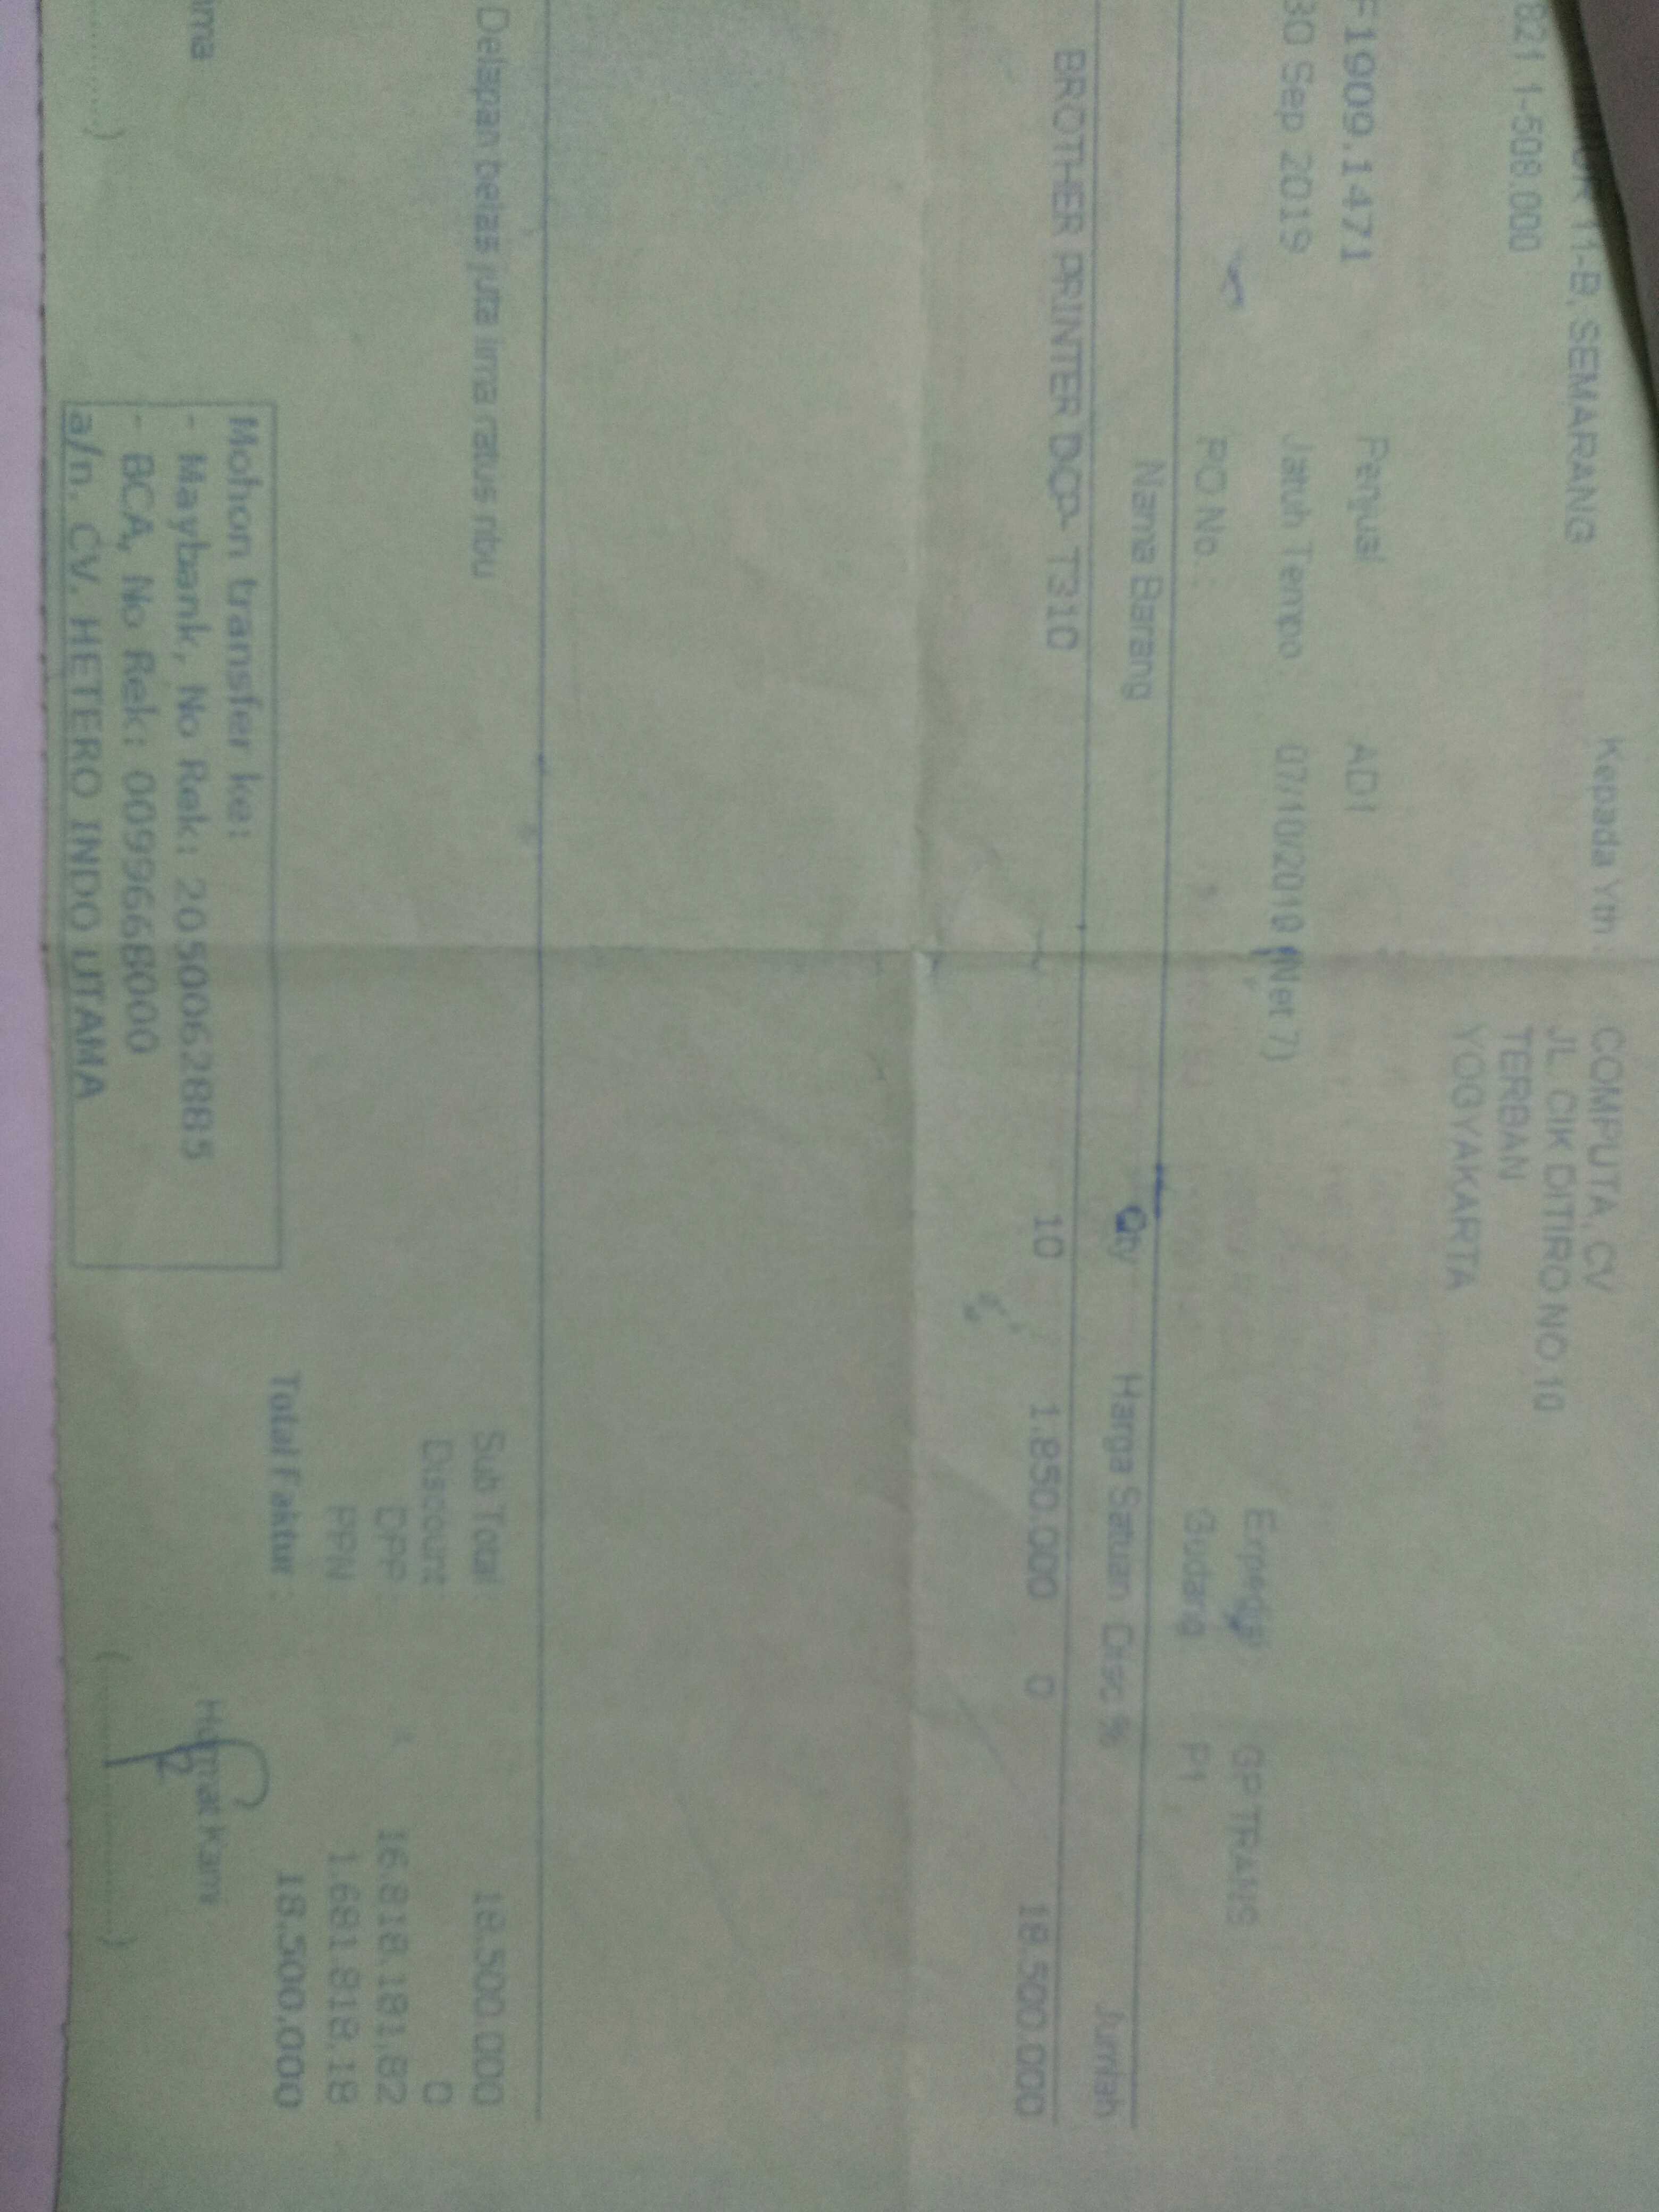 11-B, SEMARANG
821 1-508.000
Kepada Yth :
COMPUTA, CV
JL. CIK DITIRO NO.10
TERBAN
YOGYAKARTA
F1909.1471
Penjual ADI
30 Sep 2019
Jatuh Tempo 07/10/2019 (Net 7)
Expedisi GP TRANS
PO No. :
Gudang P1
Nama Barang Qty Harga Satuan Disc % Jumlah
BROTHER PRINTER DCP- T310 10 1.850.000 0 18.500.000
Delapan belas juta lima ratus ribu
Sub Total 18.500.000
Discount 0
DPP 16.818.181.82
PPN 1.681.818.18
Total Faktur : 18.500.000
Mohon transfer ke:
- Maybank, No Rek: 2050062885
- BCA, No Rek: 0099668000
a/n. CV. HETERO INDO UTAMA
Hormat Kami
(....................)